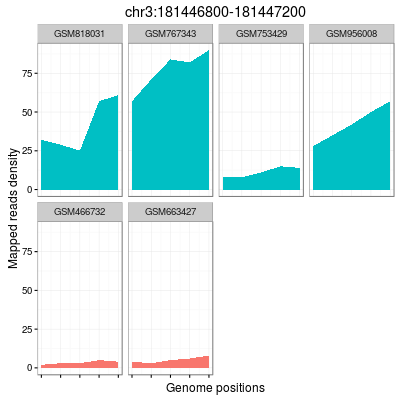 chr3:181446800-181447200
GSM818031 GSM767343 GSM753429 GSM956008
75
50
25
0
GSM466732 GSM663427
75
50
25
0
Mapped reads density
Genome positions